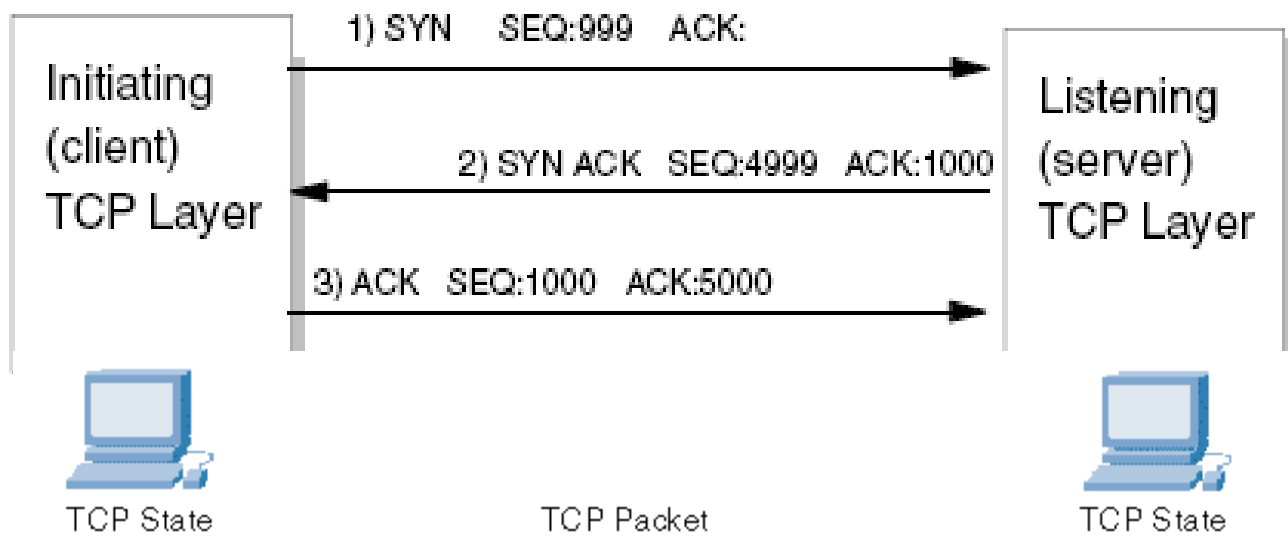 1) SYN SEQ:999 ACK:
Initiating
(client)
TCP Layer
Listening
(server)
TCP Layer
2) SYN ACK SEQ:4999 ACK:1000
3) ACK SEQ:1000 ACK:5000
TCP State
TCP Packet
TCP State